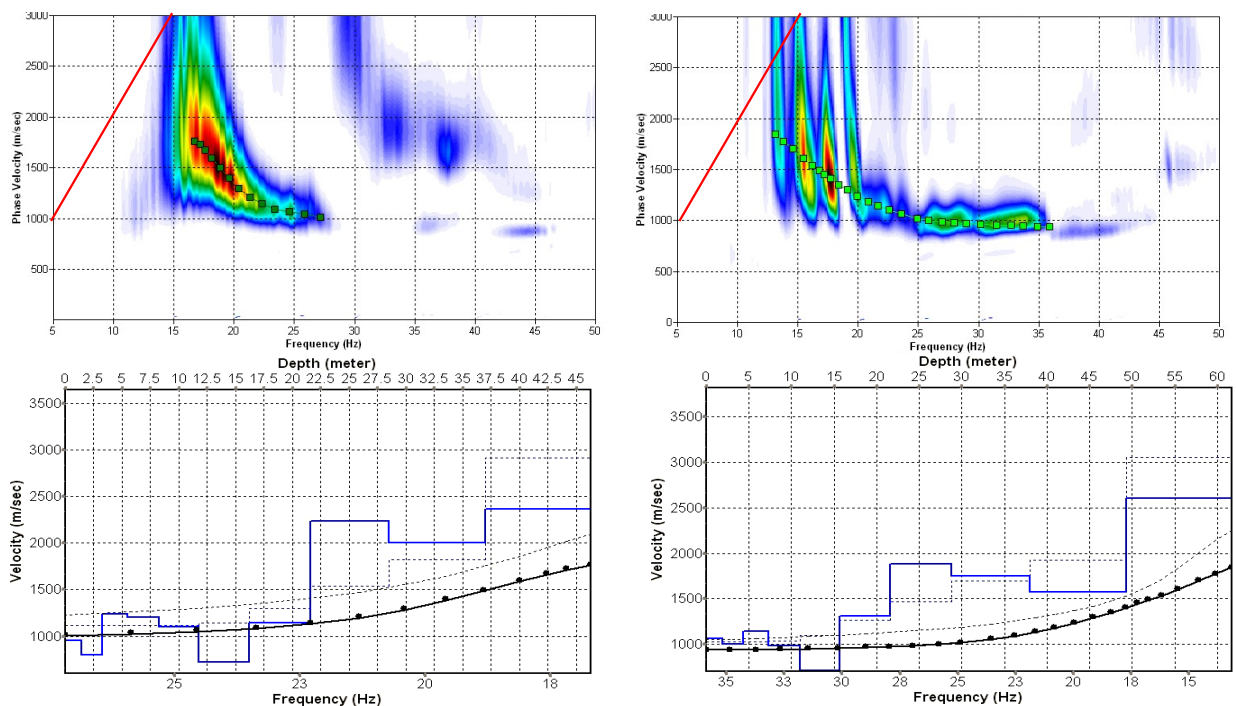 3000
2500
2000
1500
1000
500
Phase Velocity (m/sec)
5 10 15 20 25 30 35 40 45 50
Frequency (Hz)
3000
2500
2000
1500
1000
500
0
Phase Velocity (m/sec)
5 10 15 20 25 30 35 40 45 50
Frequency (Hz)
Depth (meter)
0 2.5 5 7.5 10 12.5 15 17.5 20 22.5 25 27.5 30 32.5 35 37.5 40 42.5 45
3500
3000
2500
2000
1500
1000
Velocity (m/sec)
25 23 20 18
Frequency (Hz)
Depth (meter)
0 5 10 15 20 25 30 35 40 45 50 55 60
3500
3000
2500
2000
1500
1000
Velocity (m/sec)
35 33 30 28 25 23 20 18 15
Frequency (Hz)